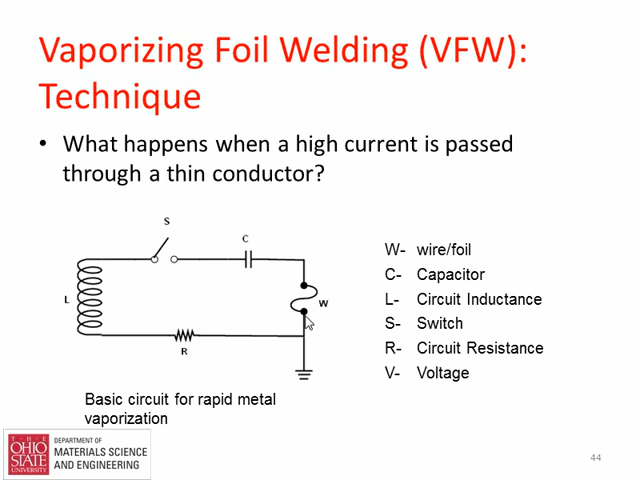 Vaporizing Foil Welding (VFW):
Technique
• What happens when a high current is passed
through a thin conductor?
S
C
L
W
R
W- wire/foil
C- Capacitor
L- Circuit Inductance
S- Switch
R- Circuit Resistance
V- Voltage
Basic circuit for rapid metal
vaporization
THE
OHIO
STATE
UNIVERSITY
DEPARTMENT OF
MATERIALS SCIENCE
AND ENGINEERING
44